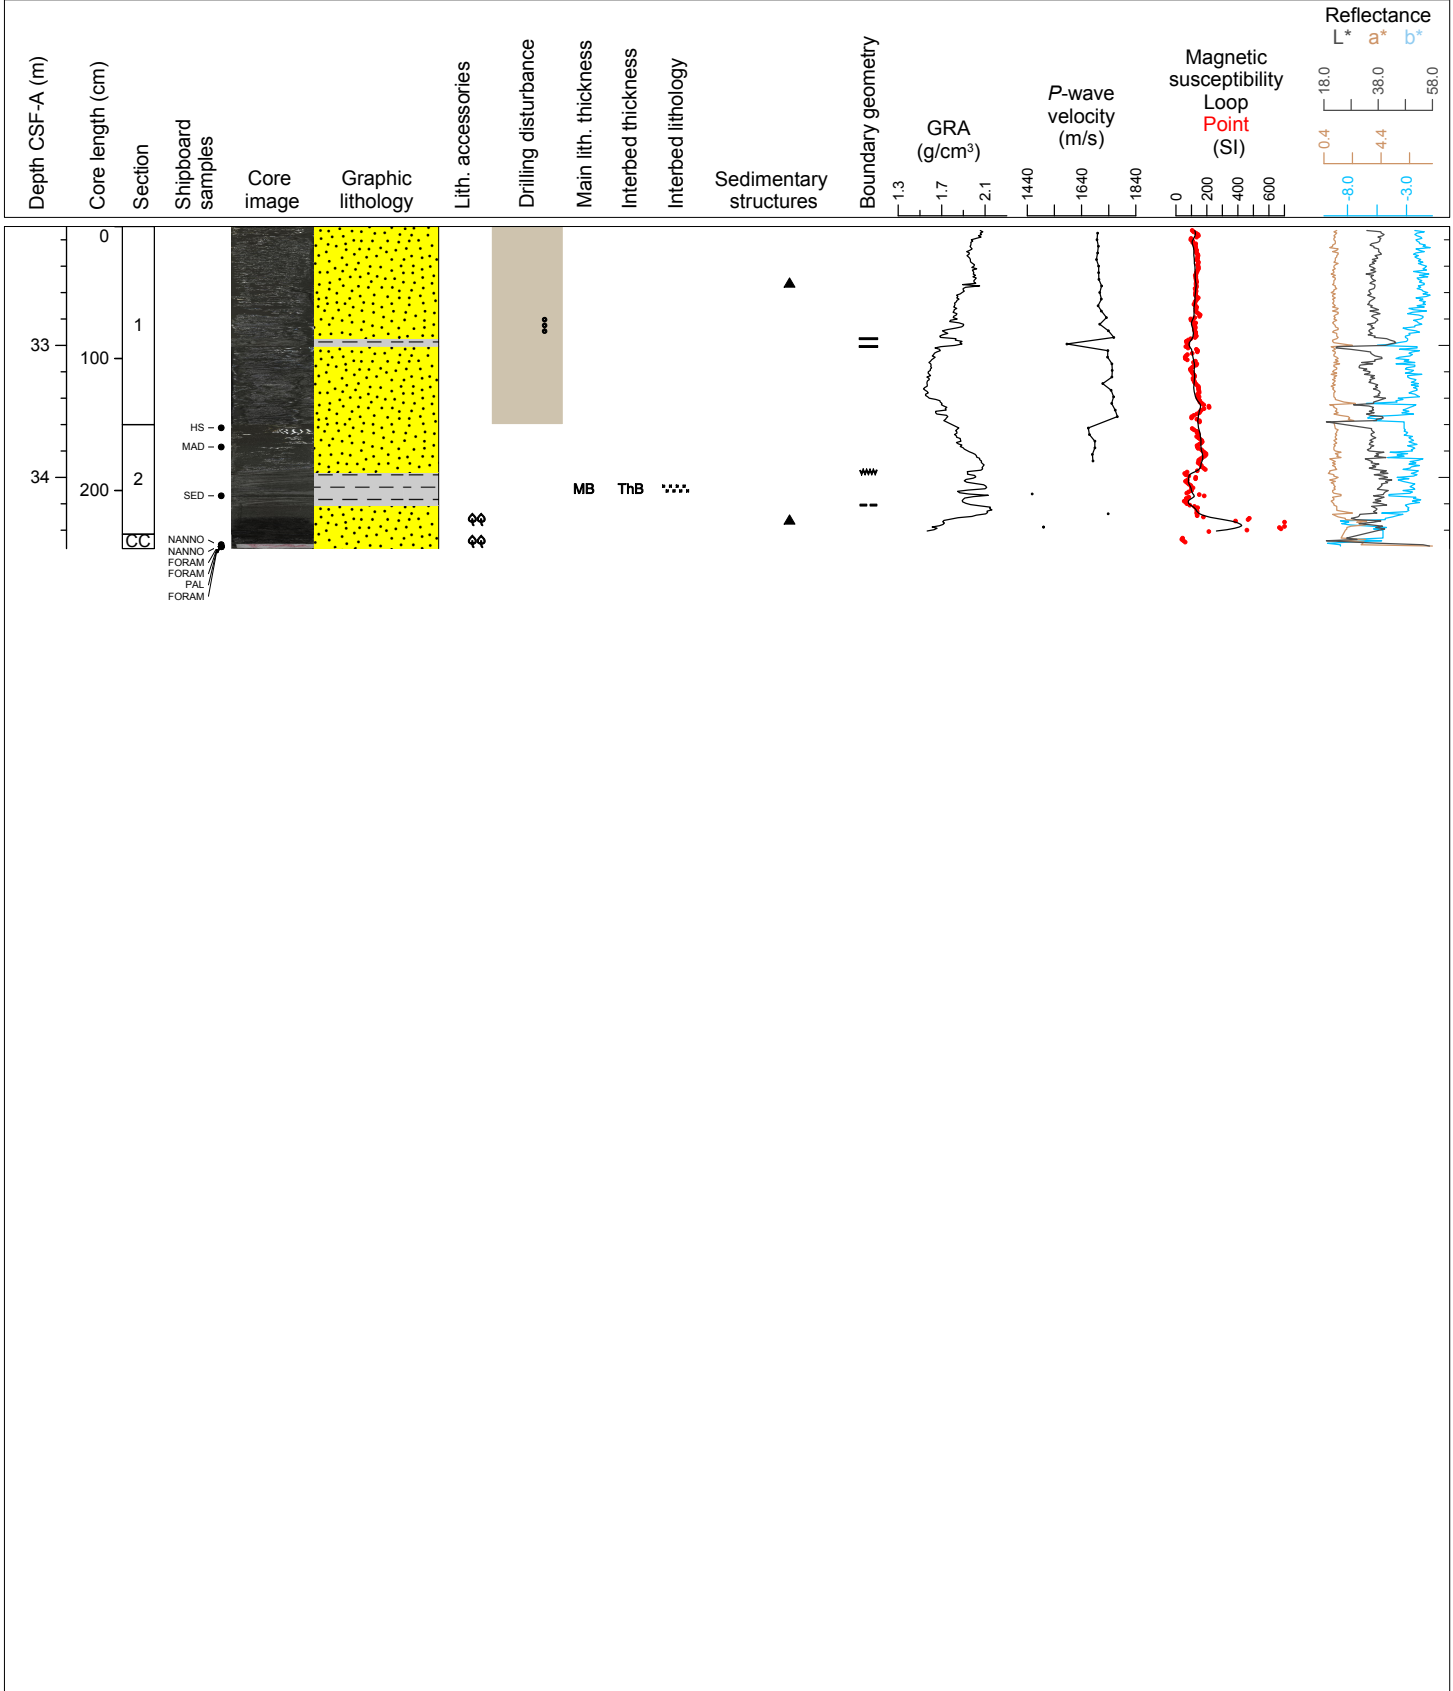 Depth CSF-A (m)
Core length (cm)
Section
Shipboard
samples
Core
image
Graphic
lithology
Lith. accessories
Drilling disturbance
Main lith. thickness
Interbed thickness
Interbed lithology
Sedimentary
structures
Boundary geometry
GRA
(g/cm³)
1.3
1.7
2.1
P-wave
velocity
(m/s)
1440
1640
1840
Magnetic
susceptibility
Loop
Point
(SI)
0
200
400
600
Reflectance
L* a* b*
18.0
38.0
58.0
0.4
4.4
-8.0
-3.0
33
34
0
100
200
1
2
CC
HS
MAD
SED
NANNO
NANNO
FORAM
FORAM
PAL
FORAM
MB
ThB